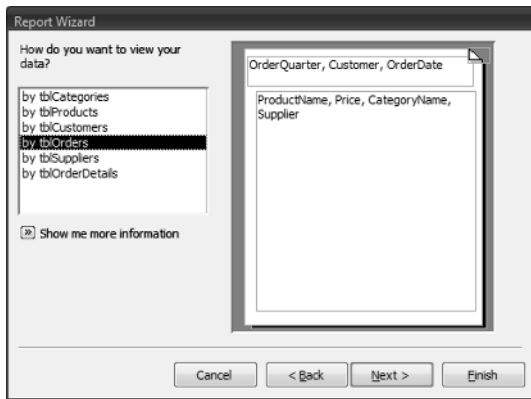 Report Wizard
How do you want to view your
data?
by tblCategories
by tblProducts
by tblCustomers
by tblOrders
by tblSuppliers
by tblOrderDetails
Show me more information
OrderQuarter, Customer, OrderDate
ProductName, Price, CategoryName,
Supplier
Cancel < Back Next > Finish